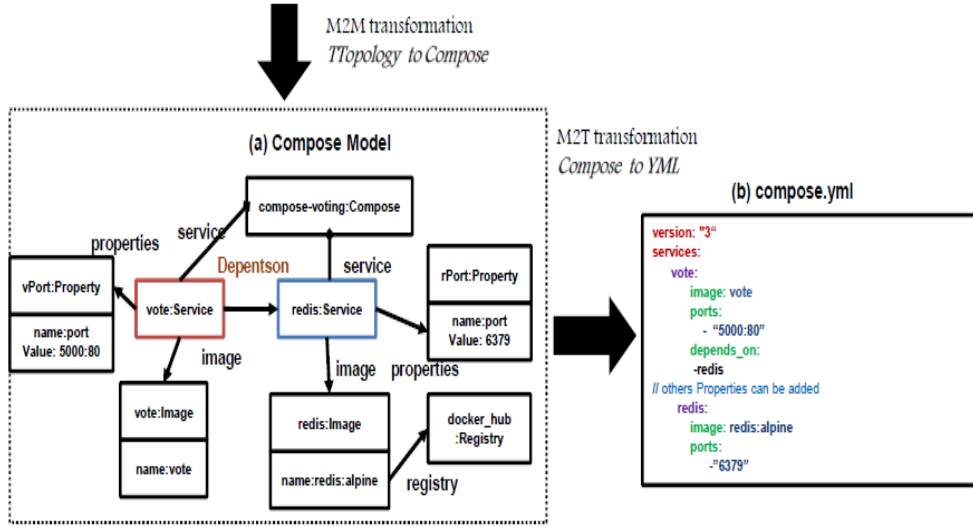 M2M transformation
TTopology to Compose
(a) Compose Model
M2T transformation
Compose to YML
(b) compose.yml
compose-voting:Compose
properties
service
Depentson
service
vPort:Property
name:port
Value: 5000:80
vote:Service
redis:Service
rPort:Property
name:port
Value: 6379
image
image
properties
vote:Image
name:vote
redis:Image
name:redis:alpine
docker_hub
:Registry
registry
version: "3“
services:
vote:
image: vote
ports:
- “5000:80”
depends_on:
-redis
// others Properties can be added
redis:
image: redis:alpine
ports:
-”6379”